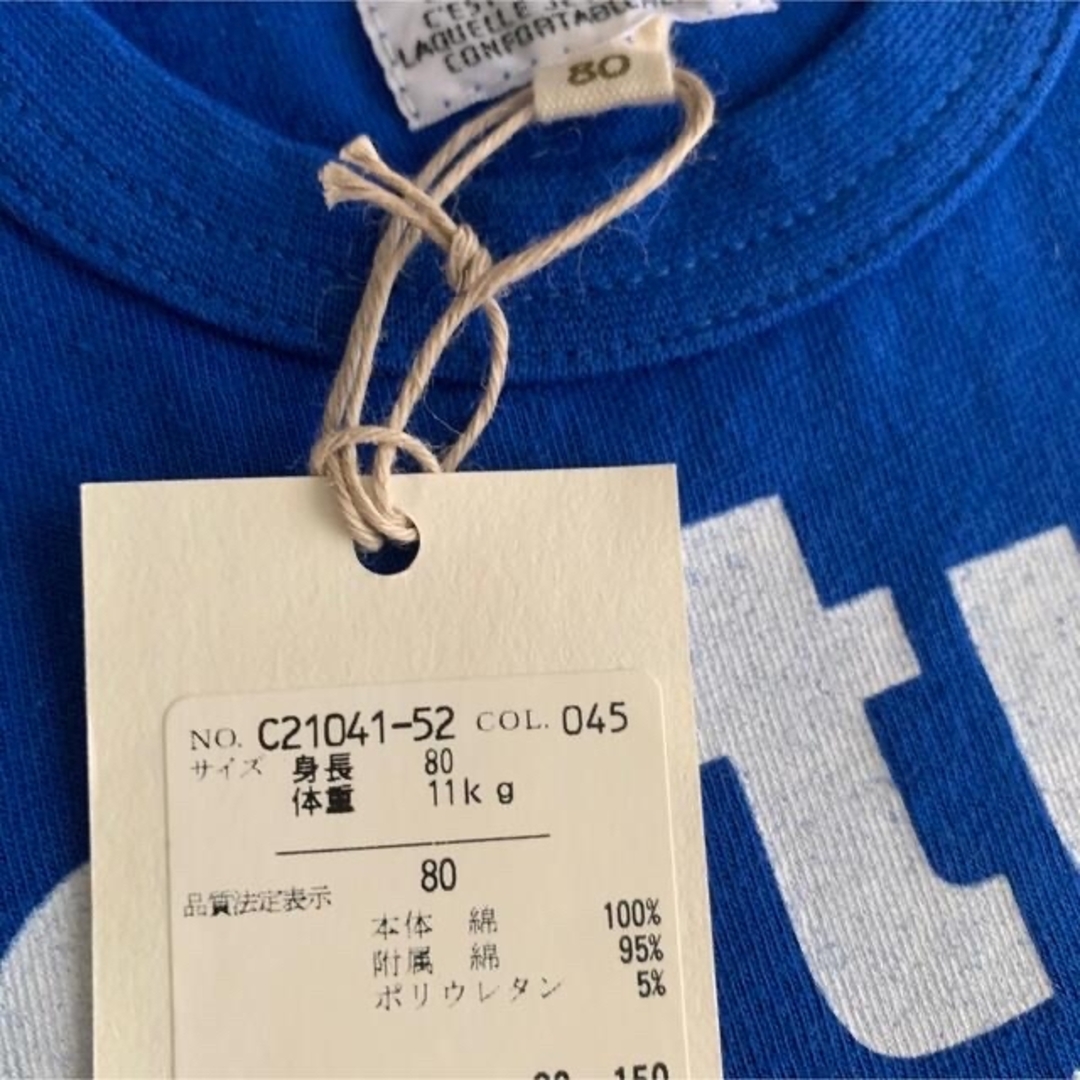 C'EST
LAQUELLE
80
NO. C21041-52 COL. 045
サイズ 身長 80
体重 11kg
80
品質法定表示
本体 綿 100%
附属 綿 95%
ポリウレタン 5%
150
t